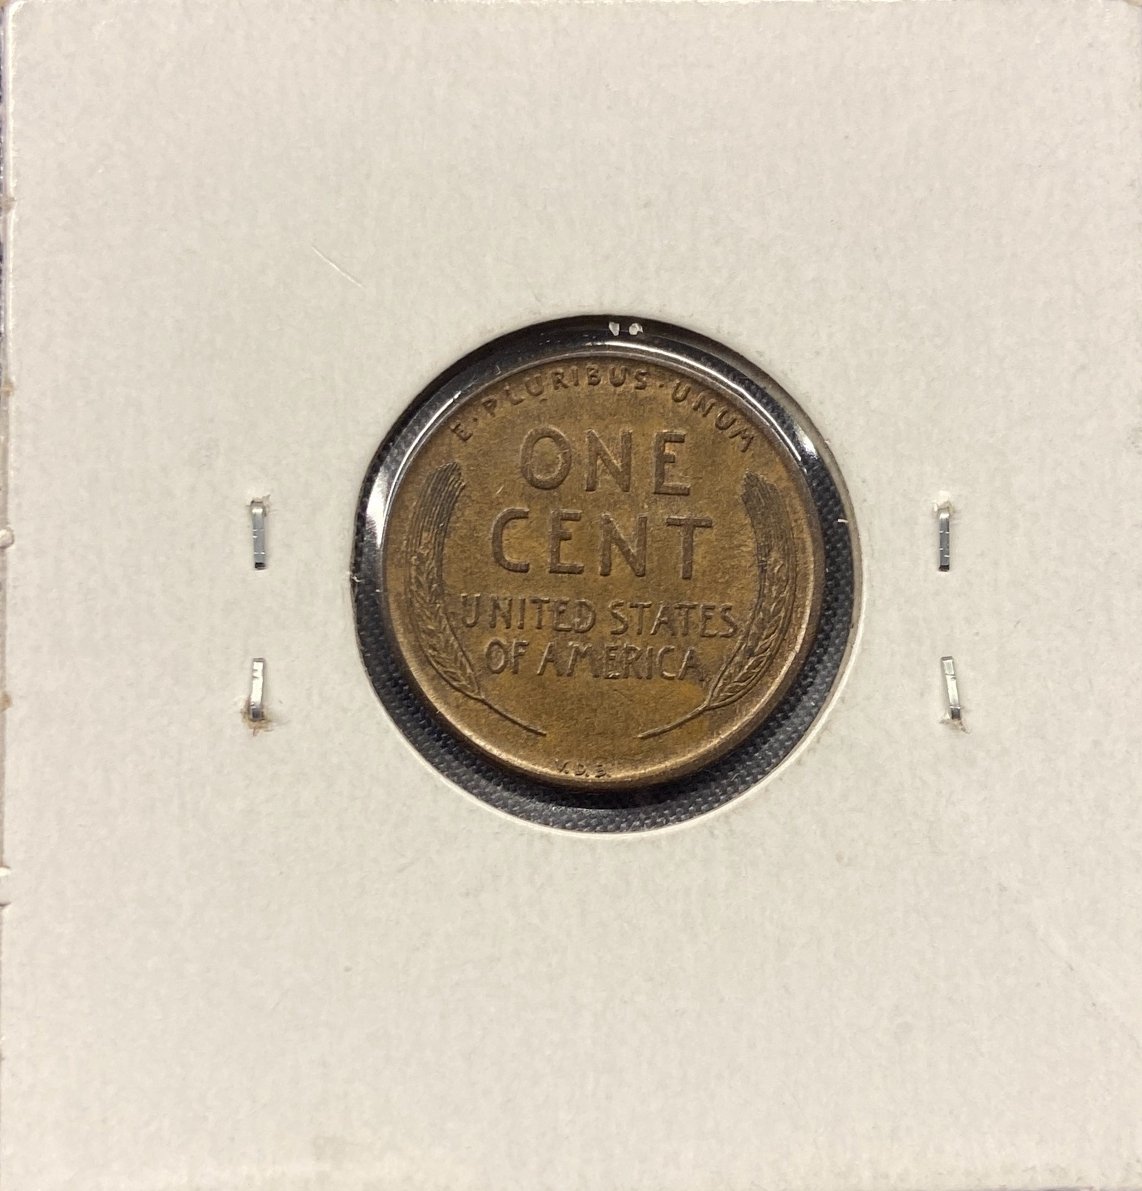 E·PLURIBUS·UNUM
ONE
CENT
UNITED STATES
OF AMERICA
V.D.B.